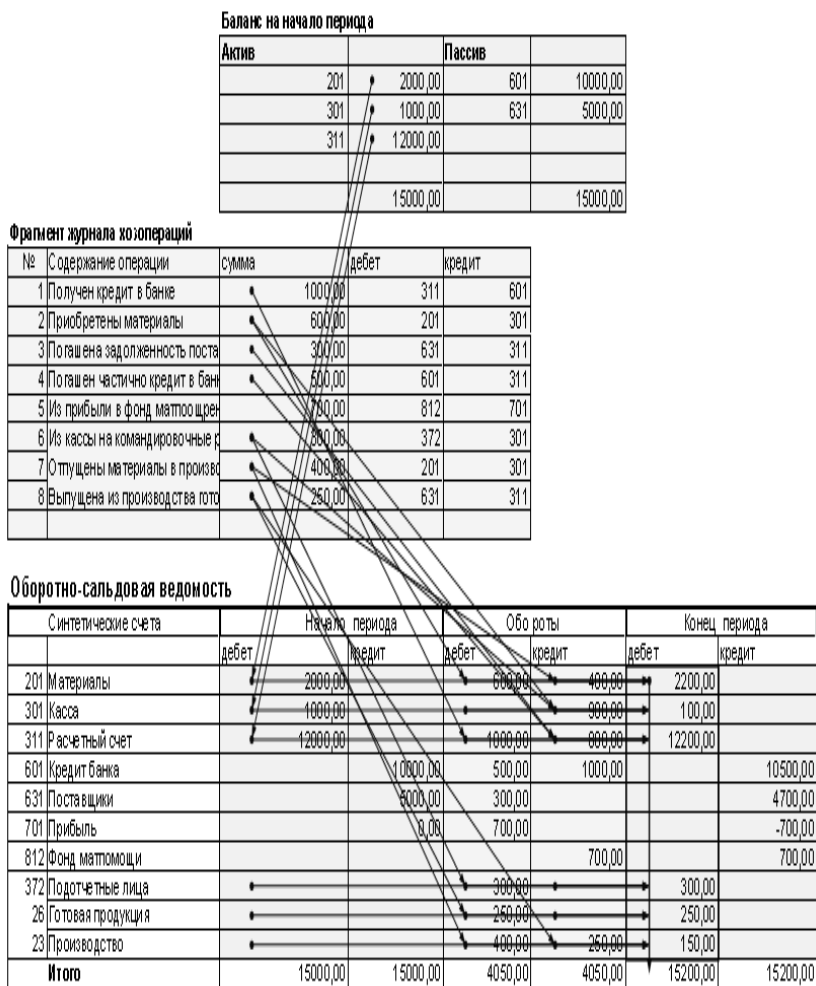 Баланс на начало периода
Актив Пассив
201 2000,00 601 10000,00
301 1000,00 631 5000,00
311 12000,00
15000,00 15000,00
Фрагмент журнала хозопераций
№ Содержание операции сумма дебет кредит
1 Получен кредит в банке 1000,00 311 601
2 Приобретены материалы 600,00 201 301
3 Погашена задолженность поста 300,00 631 311
4 Погашен частично кредит в бан 500,00 601 311
5 Из прибыли в фонд матпоощрен 700,00 812 701
6 Из кассы на командировочные р 300,00 372 301
7 Отпущены материалы в произво 400,00 201 301
8 Выпущена из производства гото 250,00 631 311
Оборотно-сальдовая ведомость
Синтетические счета Начало периода Обороты Конец периода
дебет кредит дебет кредит дебет кредит
201 Материалы 2000,00 600,00 400,00 2200,00
301 Касса 1000,00 900,00 100,00
311 Расчетный счет 12000,00 1000,00 800,00 12200,00
601 Кредит банка 10000,00 500,00 1000,00 10500,00
631 Поставщики 5000,00 300,00 4700,00
701 Прибыль 0,00 700,00 -700,00
812 Фонд матпомощи 700,00 700,00
372 Подотчетные лица 300,00 300,00
26 Готовая продукция 250,00 250,00
23 Производство 400,00 250,00 150,00
Итого 15000,00 15000,00 4050,00 4050,00 15200,00 15200,00